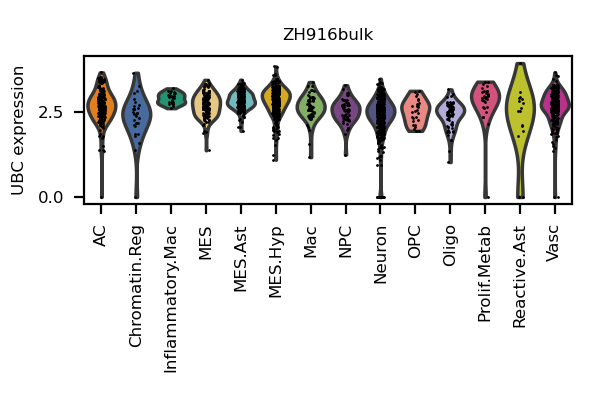 ZH916bulk
UBC expression
2.5
0.0
AC
Chromatin.Reg
Inflammatory.Mac
MES
MES.Ast
MES.Hyp
Mac
NPC
Neuron
OPC
Oligo
Prolif.Metab
Reactive.Ast
Vasc